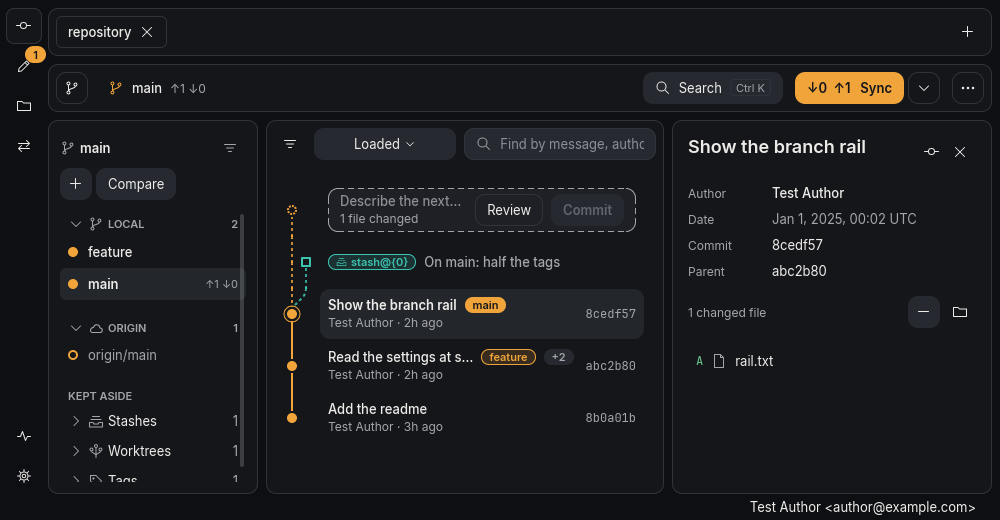 repository
1
main ↑1 ↓0
Search Ctrl K
↓0 ↑1 Sync
main
Compare
LOCAL 2
feature
main ↑1 ↓0
ORIGIN 1
origin/main
KEPT ASIDE
Stashes 1
Worktrees 1
Tags 1
Loaded
Find by message, autho
Describe the next...
1 file changed
Review
Commit
stash@{0} On main: half the tags
Show the branch rail main
Test Author · 2h ago
8cedf57
Read the settings at s... feature +2
Test Author · 2h ago
abc2b80
Add the readme
Test Author · 3h ago
8b0a01b
Show the branch rail
Author Test Author
Date Jan 1, 2025, 00:02 UTC
Commit 8cedf57
Parent abc2b80
1 changed file
A rail.txt
Test Author <author@example.com>